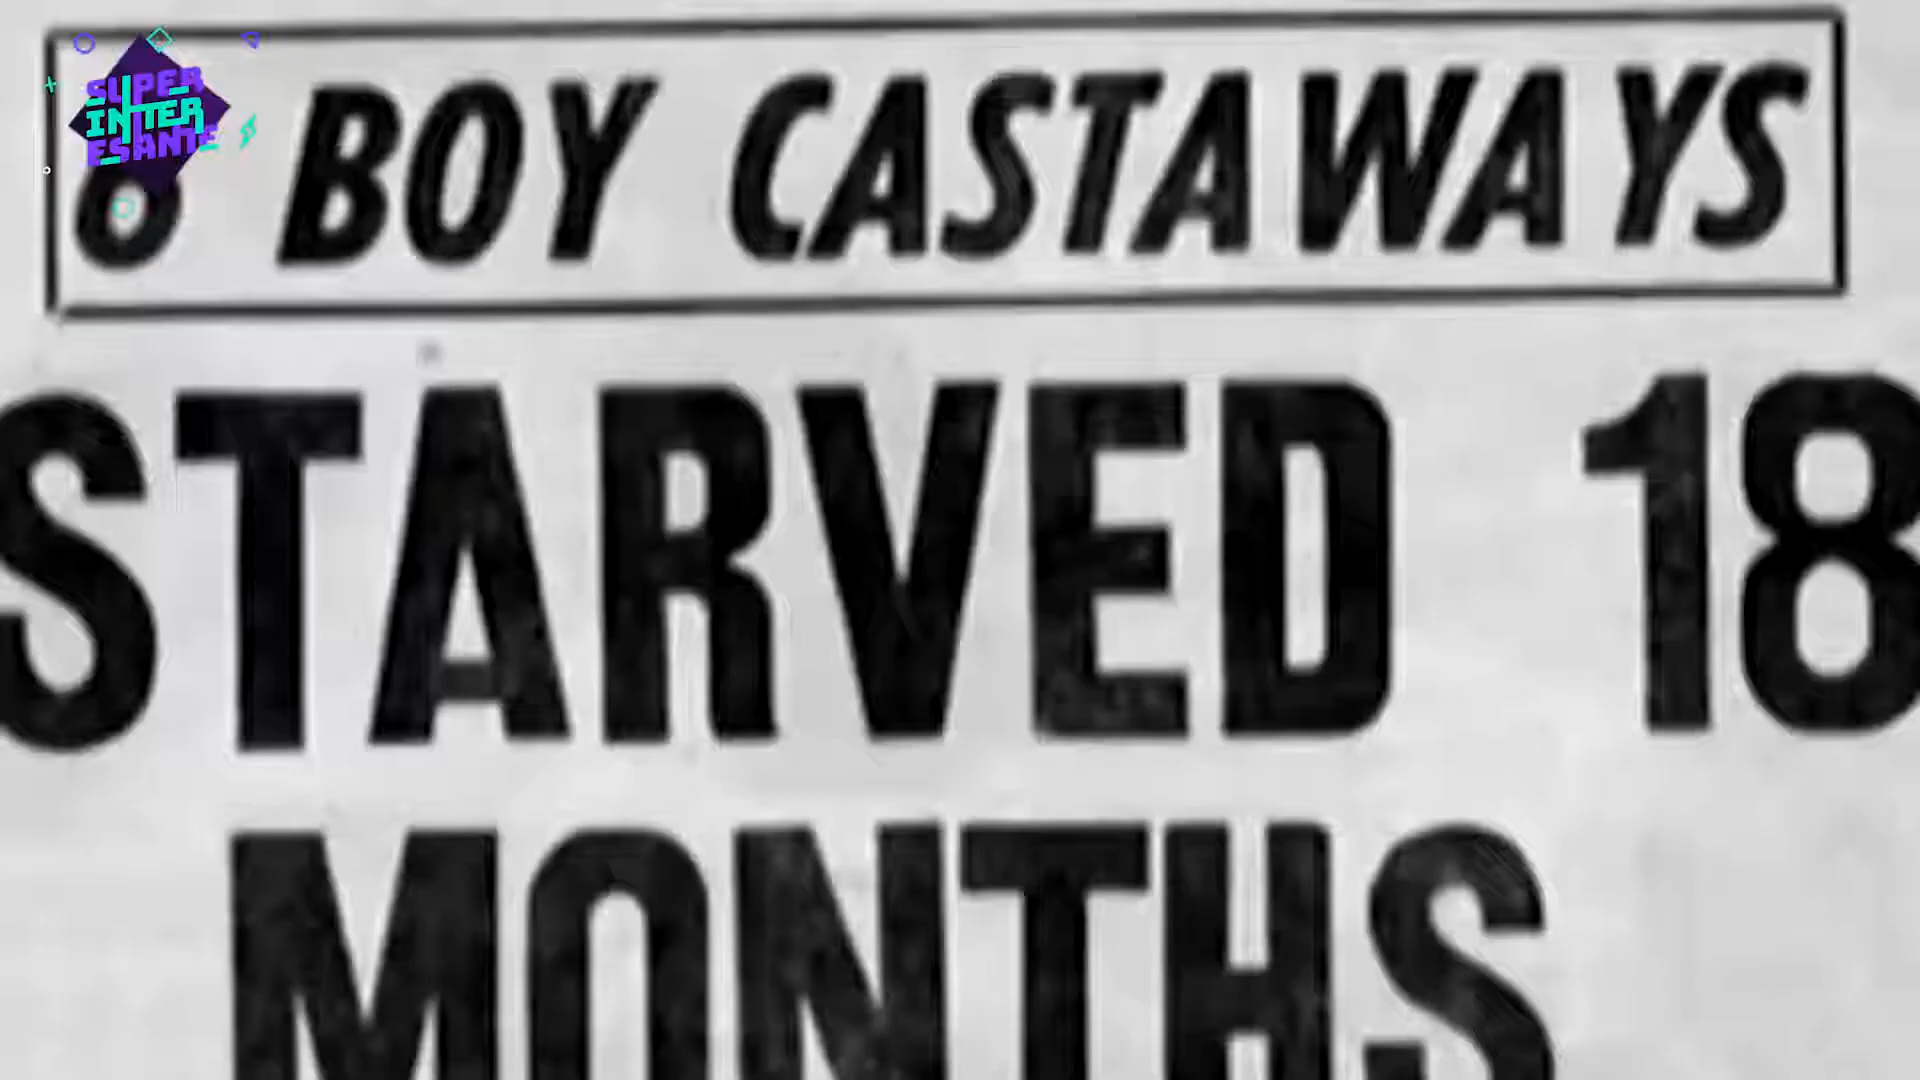 SUPER
INTER
ESANTE
6 BOY CASTAWAYS
STARVED 18
MONTHS